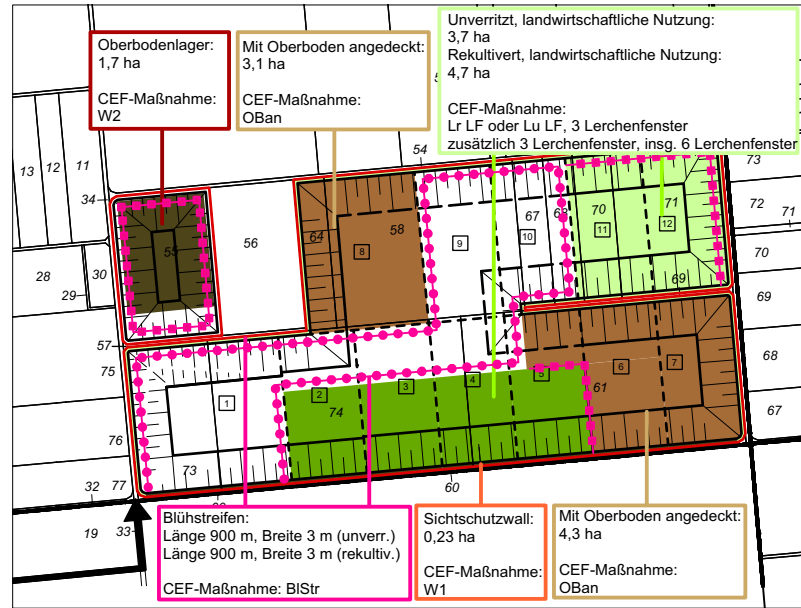 Unverritzt, landwirtschaftliche Nutzung:
3,7 ha
Rekultivert, landwirtschaftliche Nutzung:
4,7 ha
CEF-Maßnahme:
Lr LF oder Lu LF, 3 Lerchenfenster
zusätzlich 3 Lerchenfenster, insg. 6 Lerchenfenster
Oberbodenlager:
1,7 ha
CEF-Maßnahme:
W2
Mit Oberboden angedeckt:
3,1 ha
CEF-Maßnahme:
OBan
13
12
11
54
73
34
56
64
58
67
70
71
72
71
55
8
9
10
11
12
28
30
29
69
70
69
57
75
68
6
7
61
1
2
3
4
5
74
67
76
73
77
32
60
19
33
Blühstreifen:
Länge 900 m, Breite 3 m (unverr.)
Länge 900 m, Breite 3 m (rekultiv.)
CEF-Maßnahme: BlStr
Sichtschutzwall:
0,23 ha
CEF-Maßnahme:
W1
Mit Oberboden angedeckt:
4,3 ha
CEF-Maßnahme:
OBan